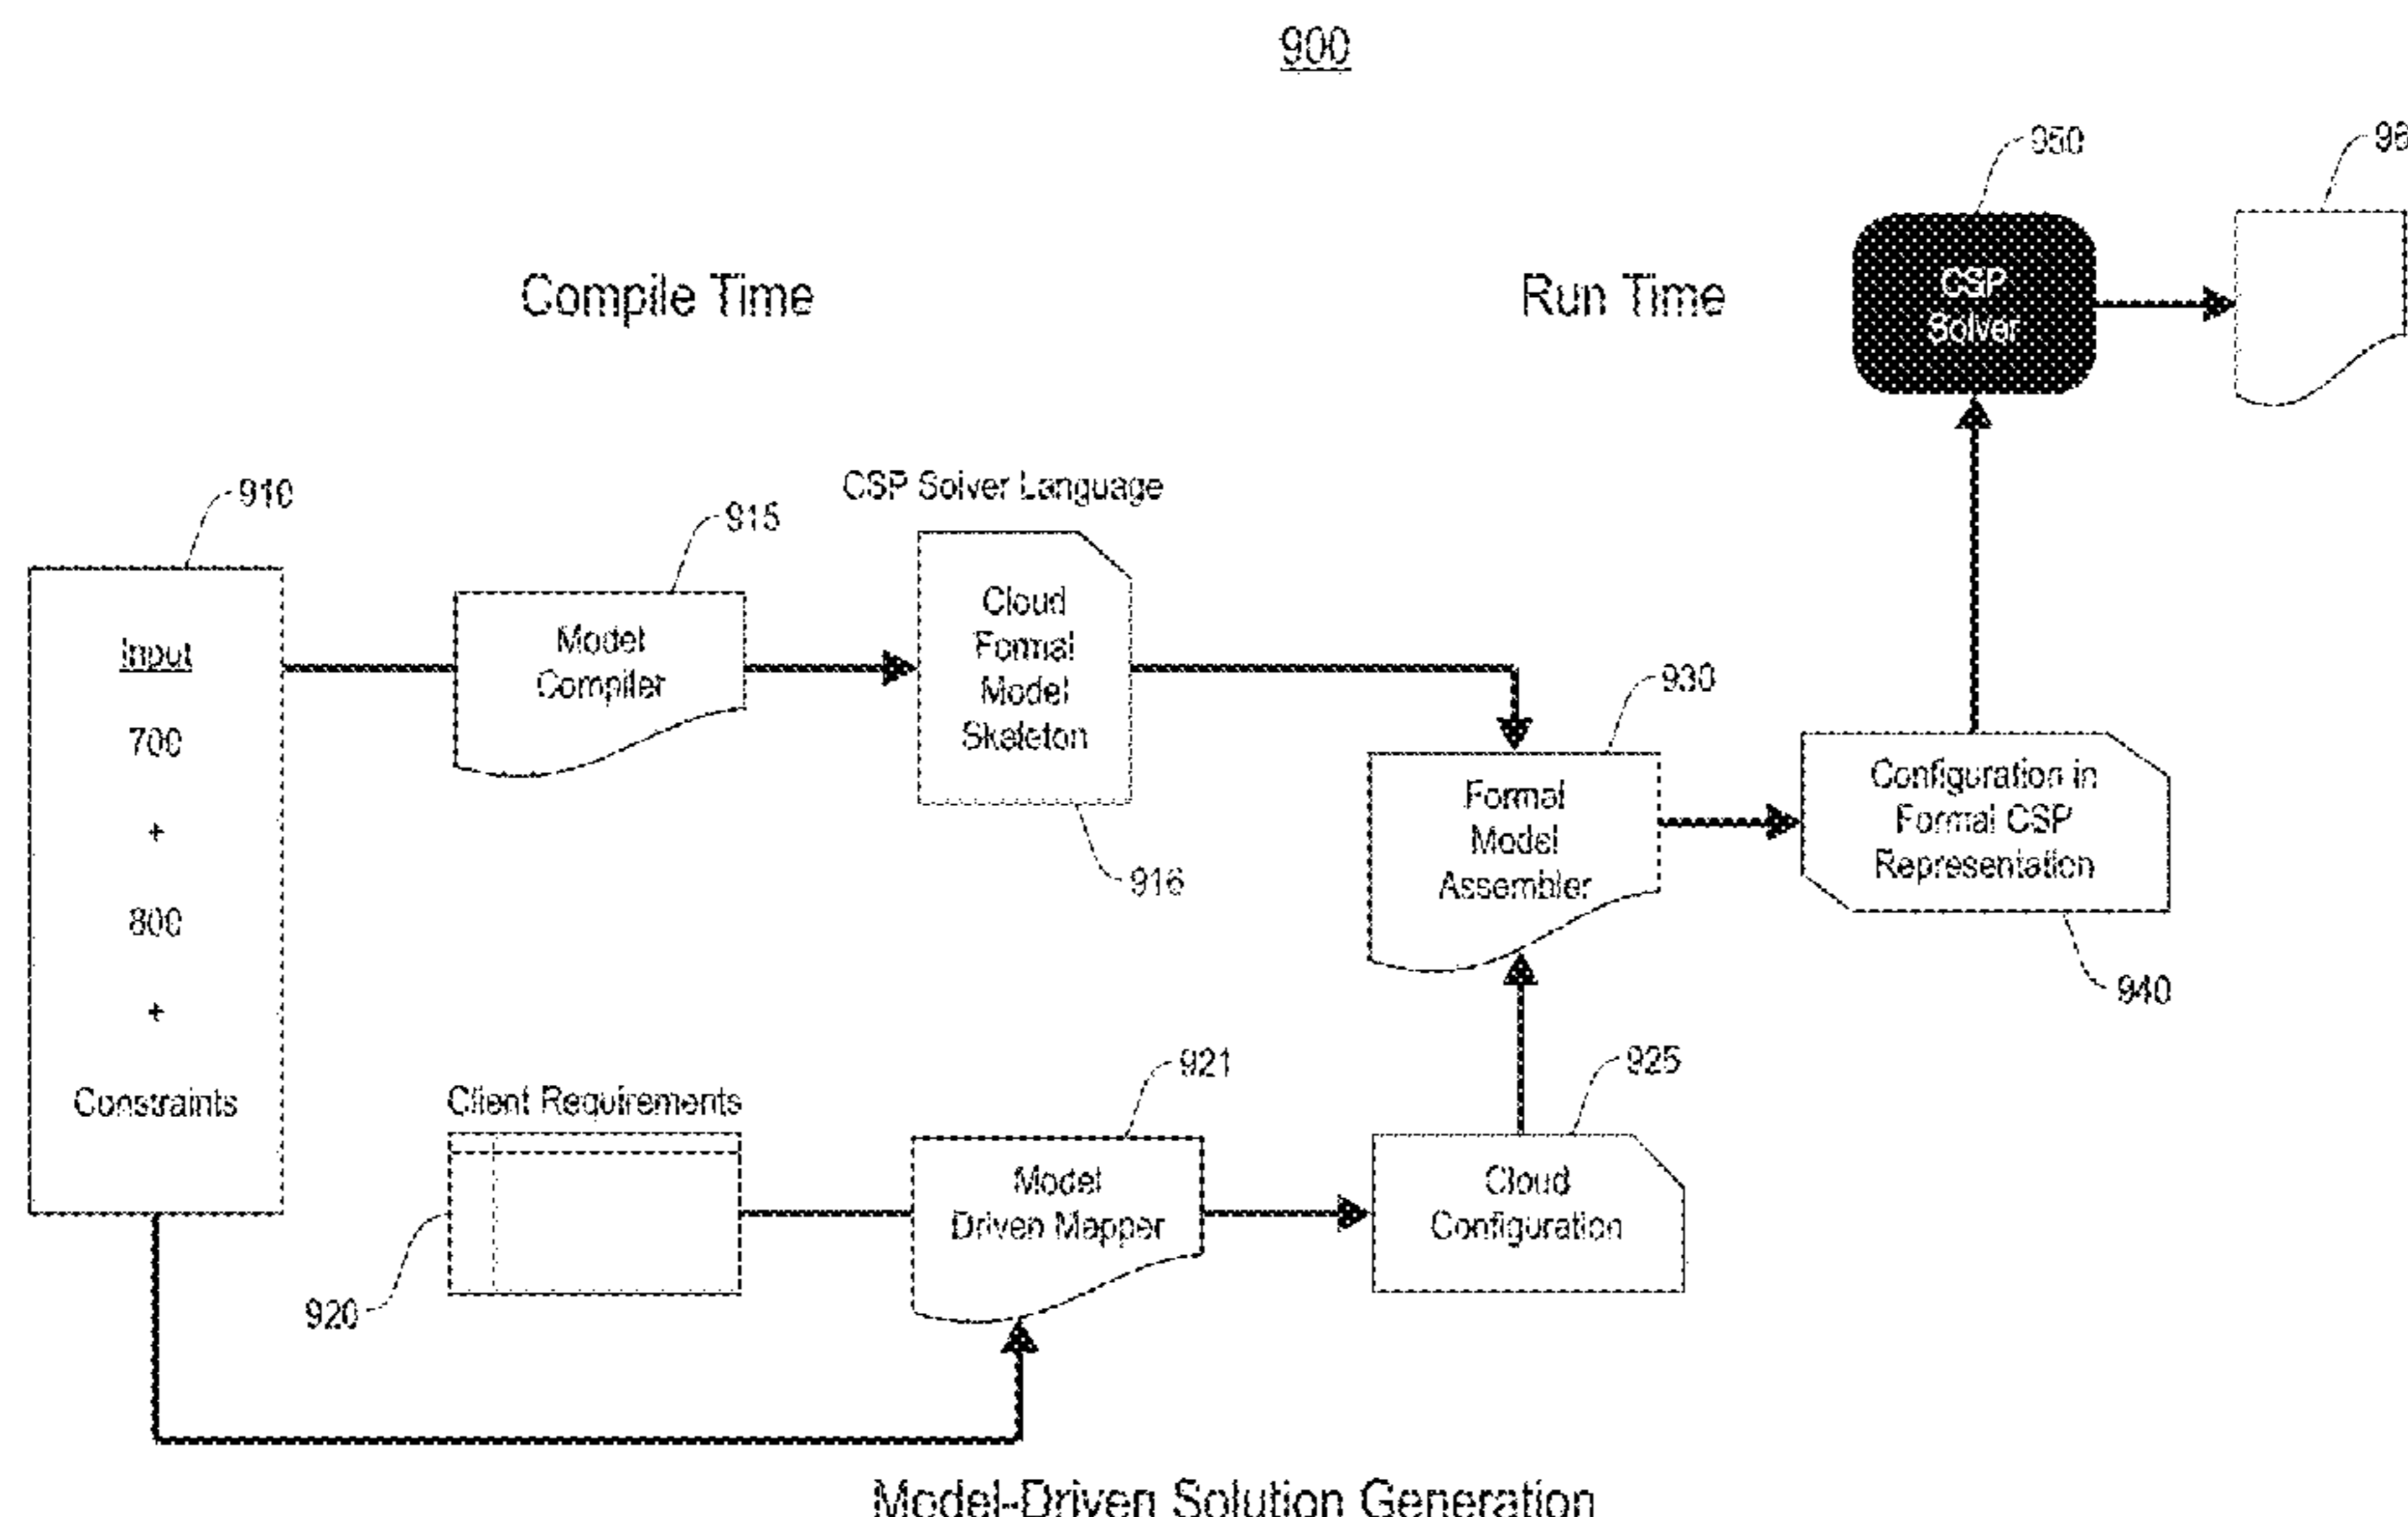 900
950
96
Compile Time
Run Time
CSP
Solver
CSP Solver Language
910
915
Cloud
Formal
Model
Skeleton
Model
Compiler
Input
700
+
800
+
Constraints
916
930
Formal
Model
Assembler
Configuration in
Formal CSP
Representation
940
Client Requirements
920
921
Model
Driven Mapper
925
Cloud
Configuration
Model-Driven Solution Generation